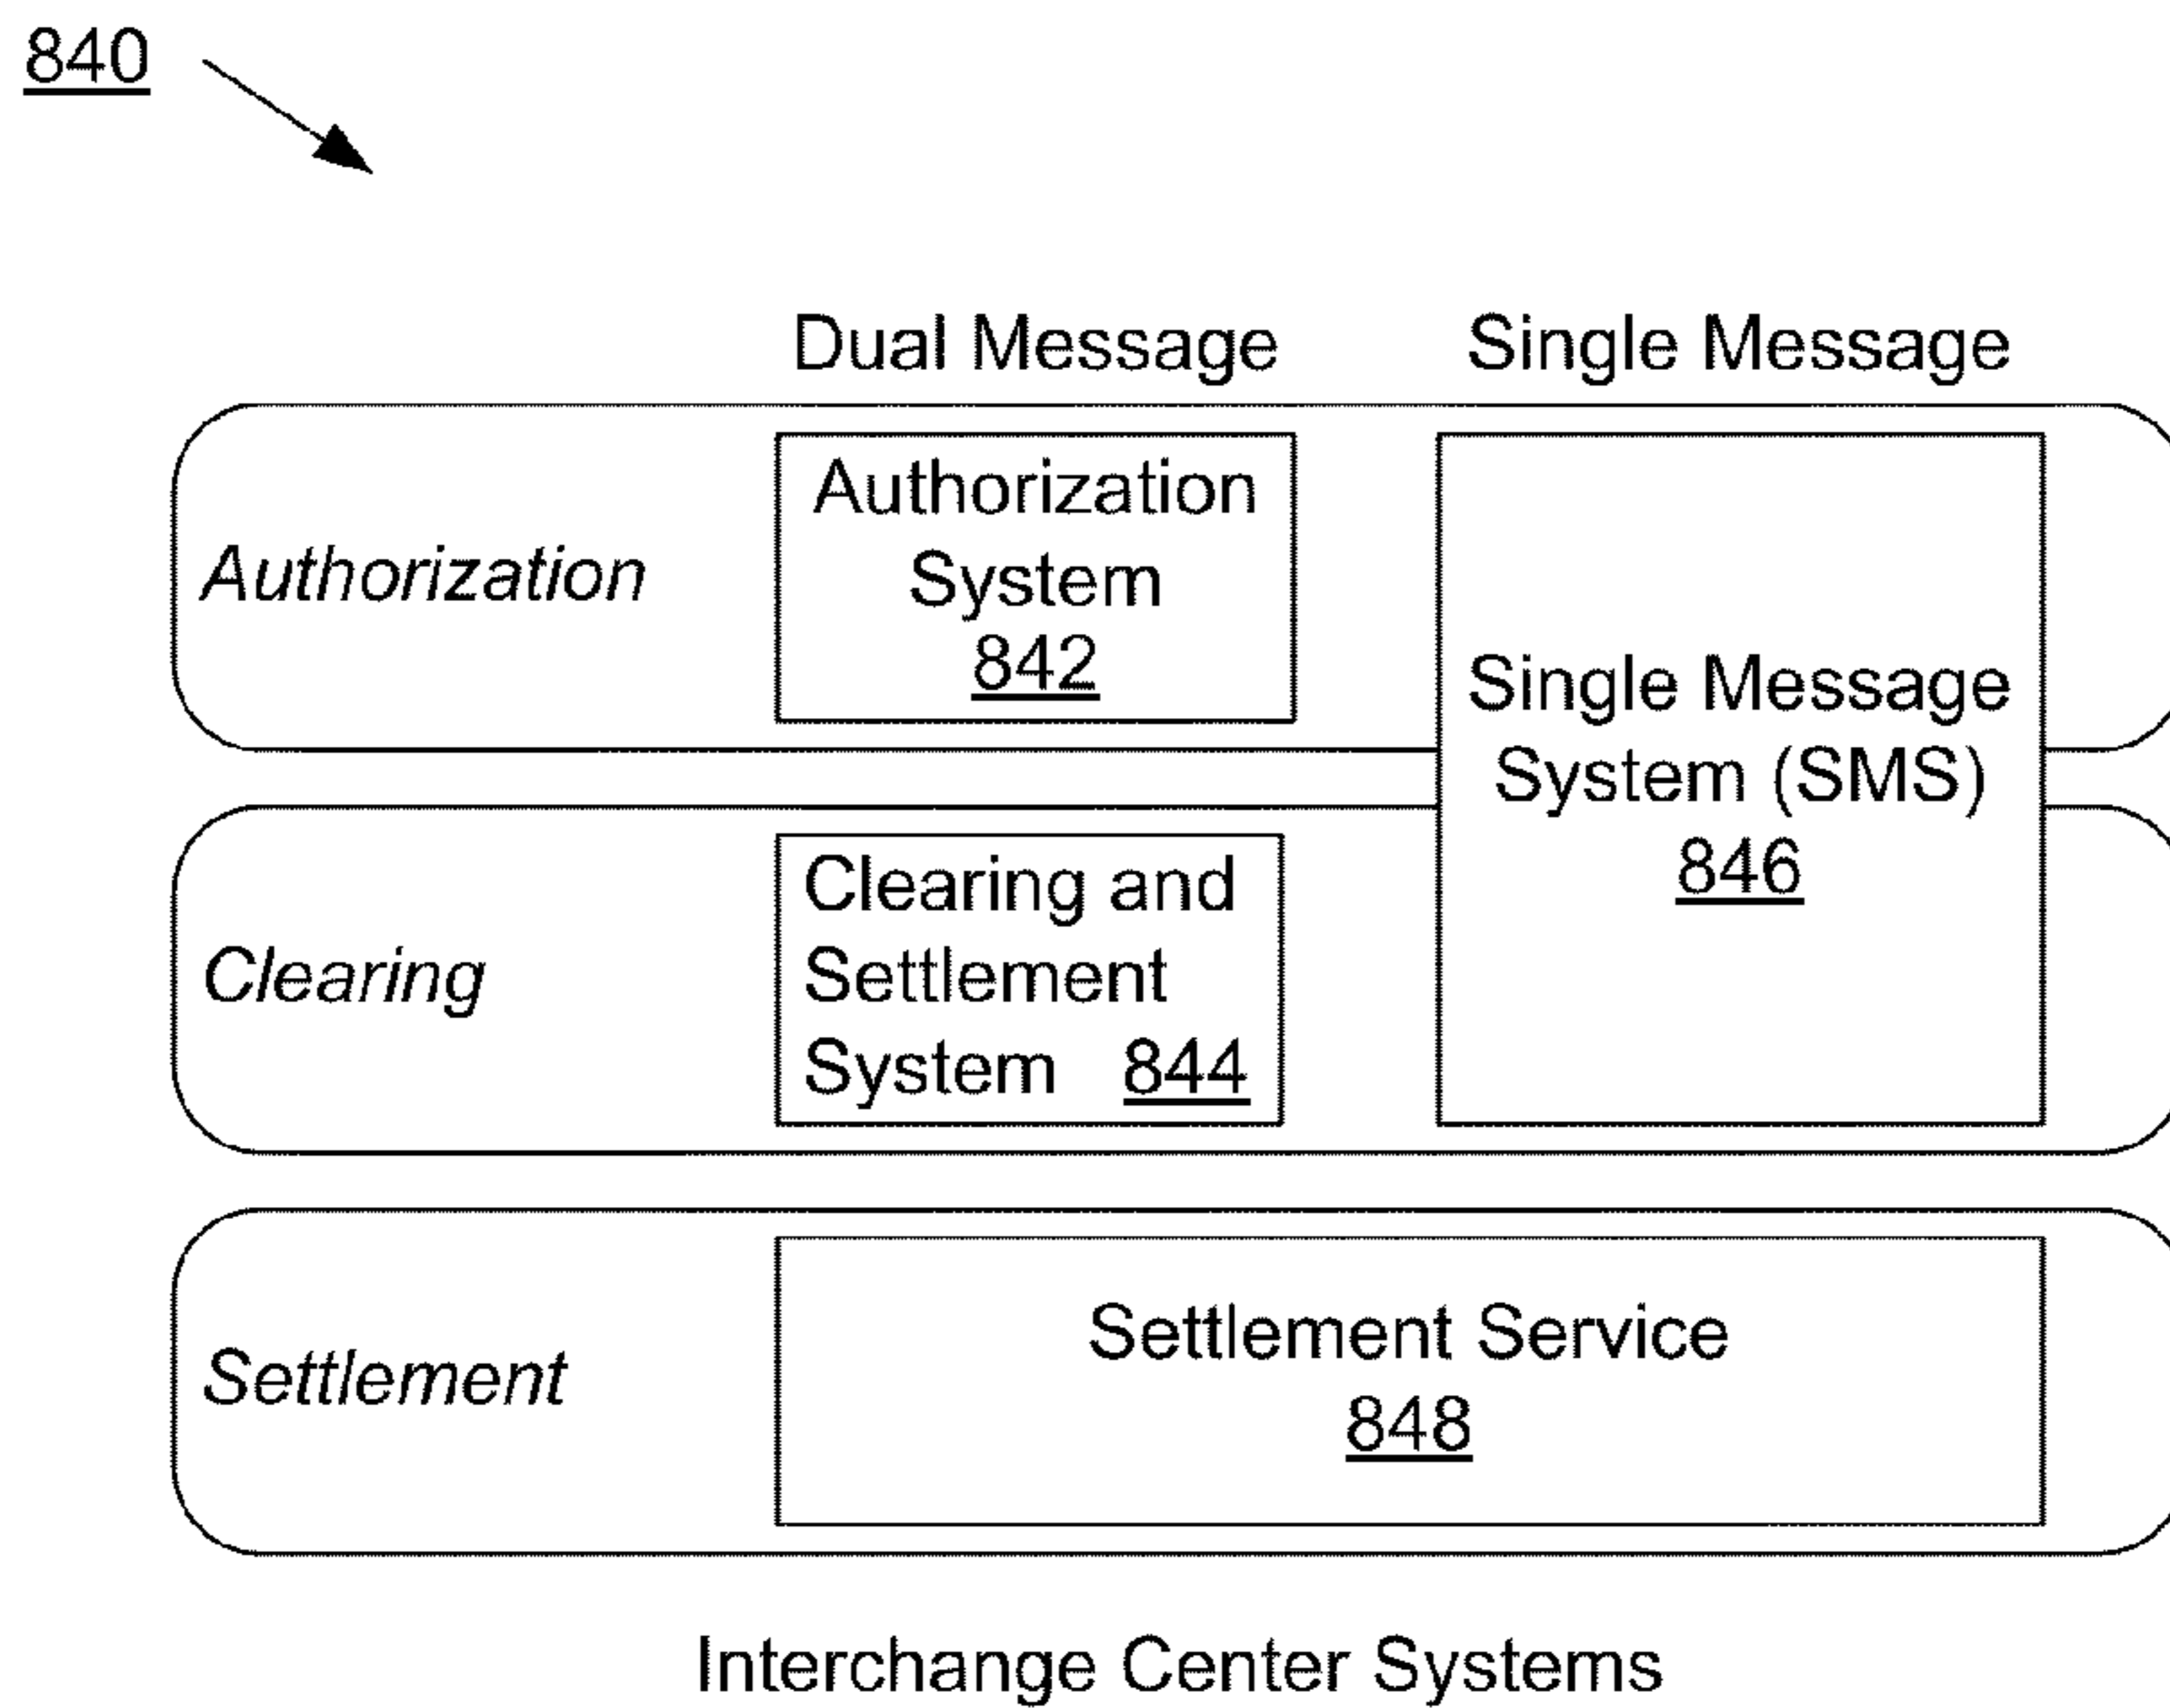 840
Dual Message
Single Message
Authorization
Authorization
System
842
Single Message
System (SMS)
846
Clearing
Clearing and
Settlement
System 844
Settlement
Settlement Service
848
Interchange Center Systems